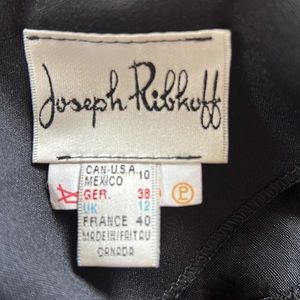 Joseph Ribkoff
CAN-U.S.A. 10
MEXICO
GER. 38
UK 12
FRANCE 40
MADE IN/FAIT AU
CANADA
P